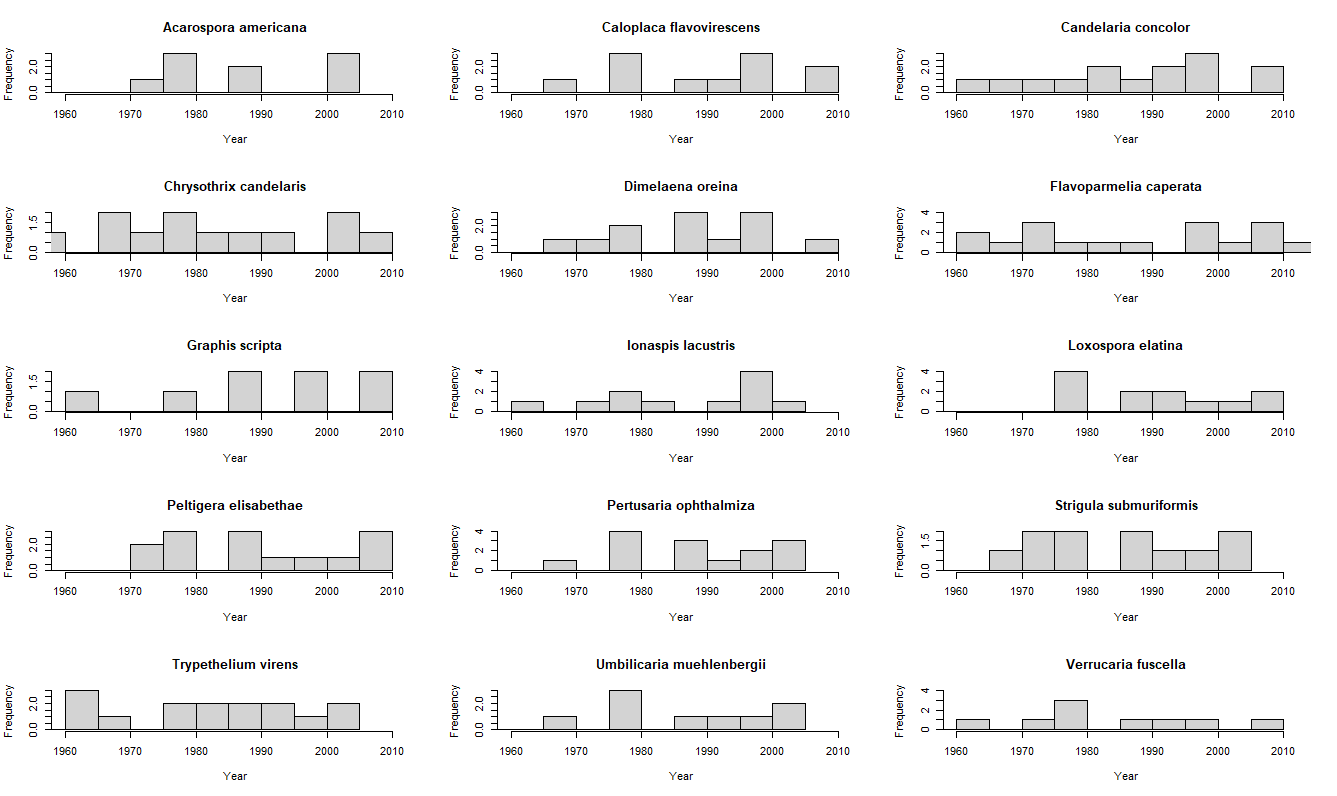 Acarospora americana Caloplaca flavovirescens Candelaria concolor
Frequency 0.0 2.0 Frequency 0.0 2.0 Frequency 0.0 2.0
1960 1970 1980 1990 2000 2010 1960 1970 1980 1990 2000 2010 1960 1970 1980 1990 2000 2010
Year Year Year
Chrysothrix candelaris Dimelaena oreina Flavoparmelia caperata
Frequency 0.0 1.5 Frequency 0.0 2.0 Frequency 0 2 4
1960 1970 1980 1990 2000 2010 1960 1970 1980 1990 2000 2010 1960 1970 1980 1990 2000 2010
Year Year Year
Graphis scripta Ionaspis lacustris Loxospora elatina
Frequency 0.0 1.5 Frequency 0 2 4 Frequency 0 2 4
1960 1970 1980 1990 2000 2010 1960 1970 1980 1990 2000 2010 1960 1970 1980 1990 2000 2010
Year Year Year
Peltigera elisabethae Pertusaria ophthalmiza Strigula submuriformis
Frequency 0.0 2.0 Frequency 0 2 4 Frequency 0.0 1.5
1960 1970 1980 1990 2000 2010 1960 1970 1980 1990 2000 2010 1960 1970 1980 1990 2000 2010
Year Year Year
Trypethelium virens Umbilicaria muehlenbergii Verrucaria fuscella
Frequency 0.0 2.0 Frequency 0.0 2.0 Frequency 0 2 4
1960 1970 1980 1990 2000 2010 1960 1970 1980 1990 2000 2010 1960 1970 1980 1990 2000 2010
Year Year Year